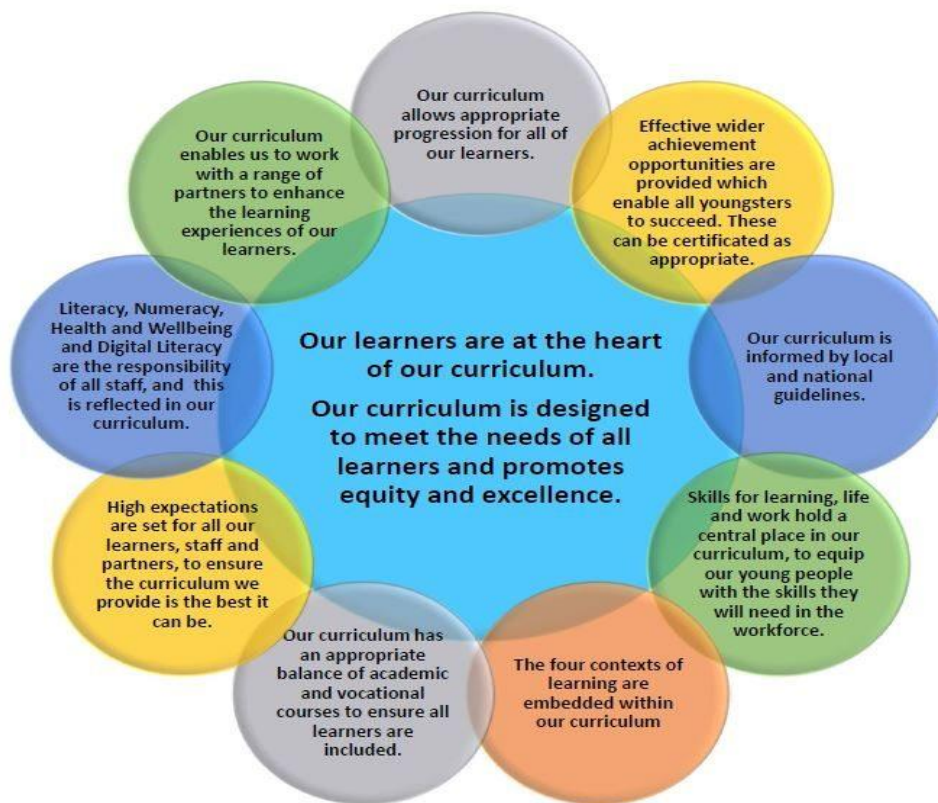 Our curriculum
allows appropriate
progression for all of
our learners.
Effective wider
achievement
opportunities are
provided which
enable all youngsters
to succeed. These
can be certificated as
appropriate.
Our curriculum is
informed by local
and national
guidelines.
Skills for learning, life
and work hold a
central place in our
curriculum, to equip
our young people
with the skills they
will need in the
workforce.
The four contexts of
learning are
embedded within
our curriculum
Our curriculum has
an appropriate
balance of academic
and vocational
courses to ensure all
learners are
included.
High expectations
are set for all our
learners, staff and
partners, to ensure
the curriculum we
provide is the best it
can be.
Literacy, Numeracy,
Health and Wellbeing
and Digital Literacy
are the responsibility
of all staff, and this
is reflected in our
curriculum.
Our curriculum
enables us to work
with a range of
partners to enhance
the learning
experiences of our
learners.
Our learners are at the heart
of our curriculum.
Our curriculum is designed
to meet the needs of all
learners and promotes
equity and excellence.